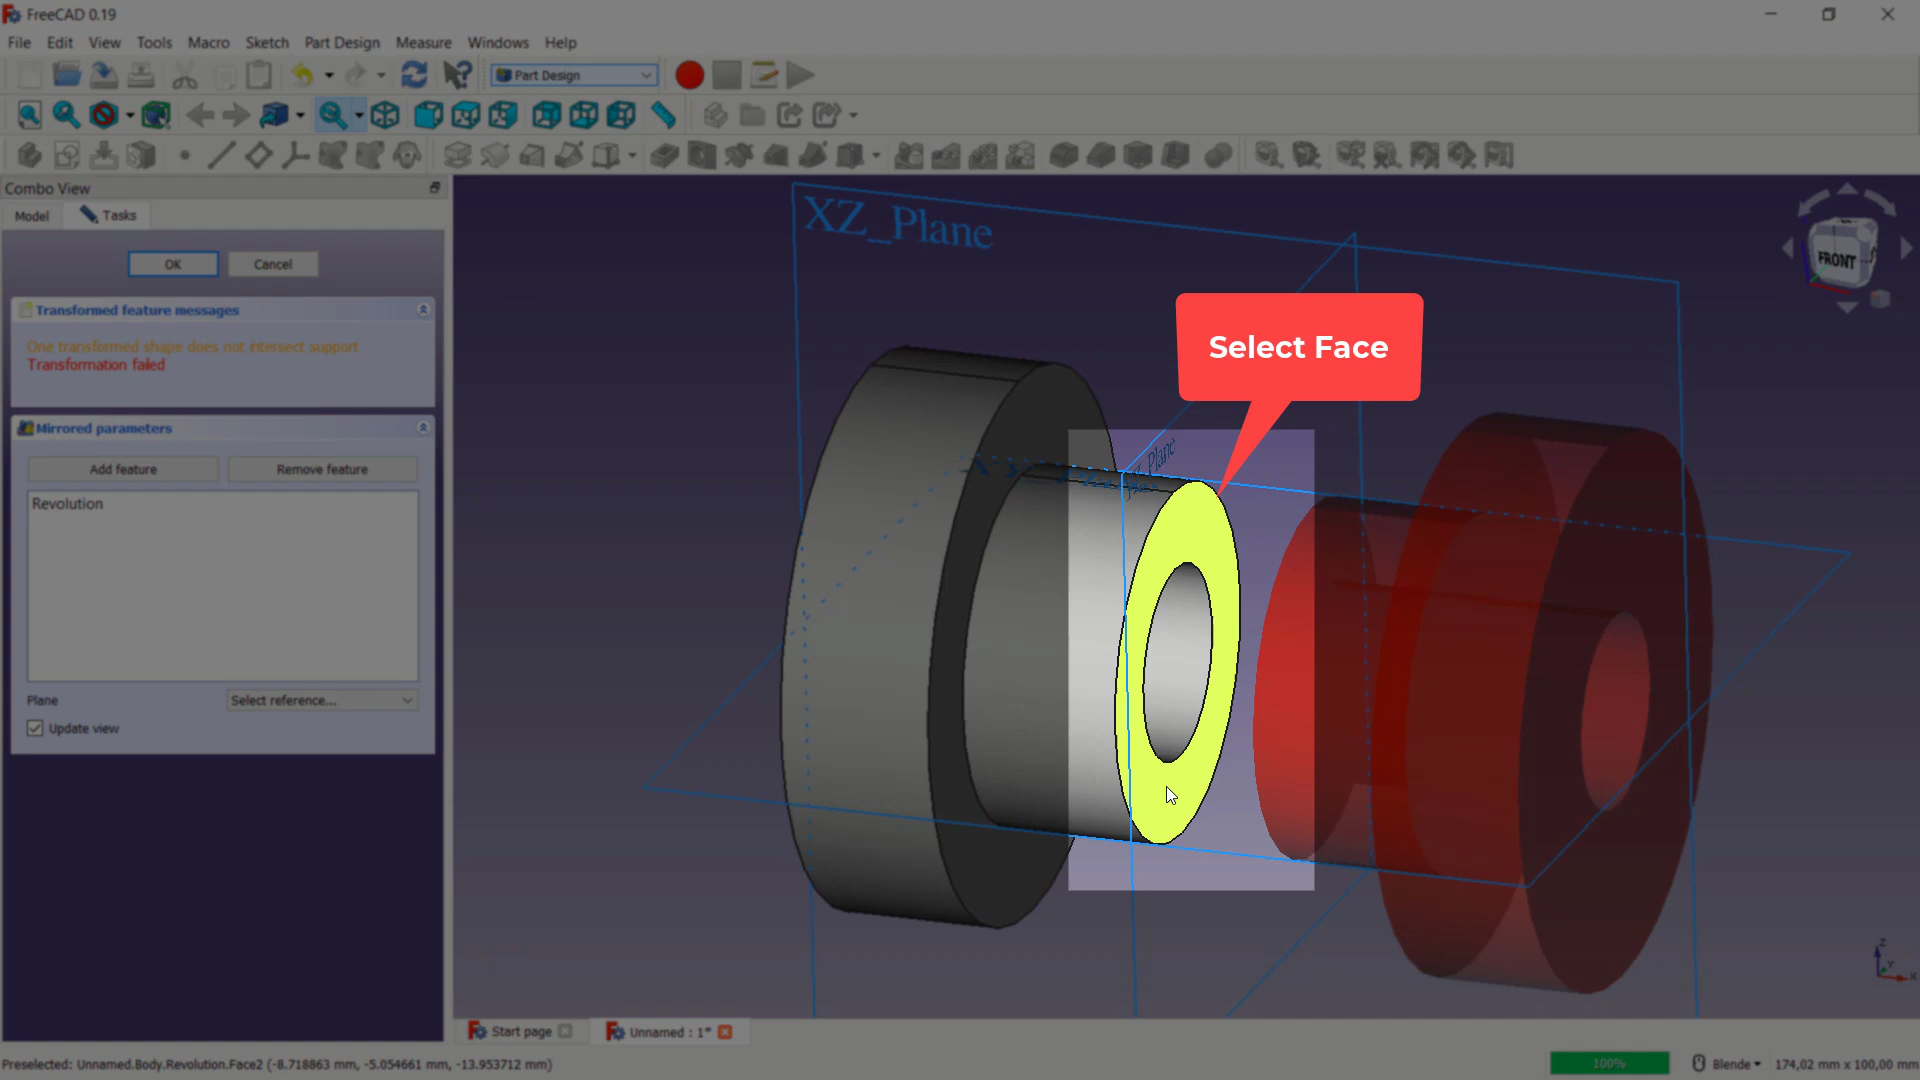 FreeCAD 0.19
File Edit View Tools Macro Sketch Part Design Measure Windows Help
Part Design
Combo View
Model Tasks
OK Cancel
Transformed feature messages
One transformed shape does not intersect support
Transformation failed
Mirrored parameters
Add feature Remove feature
Revolution
Plane Select reference...
Update view
XZ_Plane
Select Face
FRONT
Z
Y
X
Start page Unnamed : 1*
Preselected: Unnamed.Body.Revolution.Face2 (-8.718863 mm, -5.054661 mm, -13.953712 mm)
100% Blende 174,02 mm x 100,00 mm